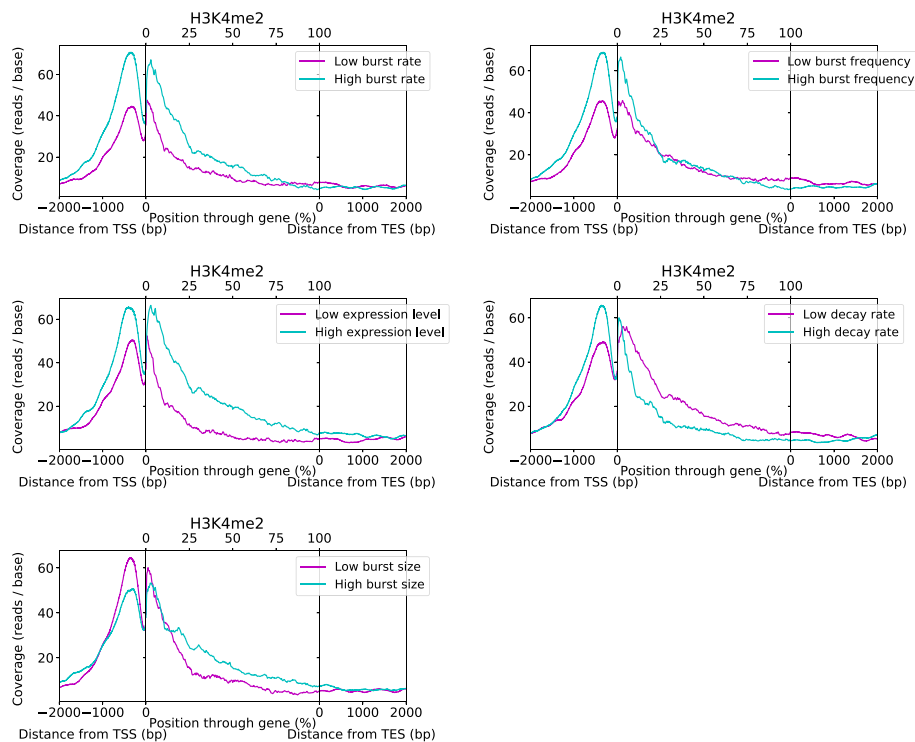 H3K4me2
0 25 50 75 100
Coverage (reads / base)
60
40
20
Low burst rate
High burst rate
−2000 −1000 0 0 1000 2000
Position through gene (%)
Distance from TSS (bp) Distance from TES (bp)
H3K4me2
0 25 50 75 100
60
40
20
Low burst frequency
High burst frequency
−2000 −1000 0 0 1000 2000
Position through gene (%)
Distance from TSS (bp) Distance from TES (bp)
H3K4me2
0 25 50 75 100
Coverage (reads / base)
60
40
20
Low expression level
High expression level
−2000 −1000 0 0 1000 2000
Position through gene (%)
Distance from TSS (bp) Distance from TES (bp)
H3K4me2
0 25 50 75 100
60
40
20
Low decay rate
High decay rate
−2000 −1000 0 0 1000 2000
Position through gene (%)
Distance from TSS (bp) Distance from TES (bp)
H3K4me2
0 25 50 75 100
Coverage (reads / base)
60
40
20
Low burst size
High burst size
−2000 −1000 0 0 1000 2000
Position through gene (%)
Distance from TSS (bp) Distance from TES (bp)